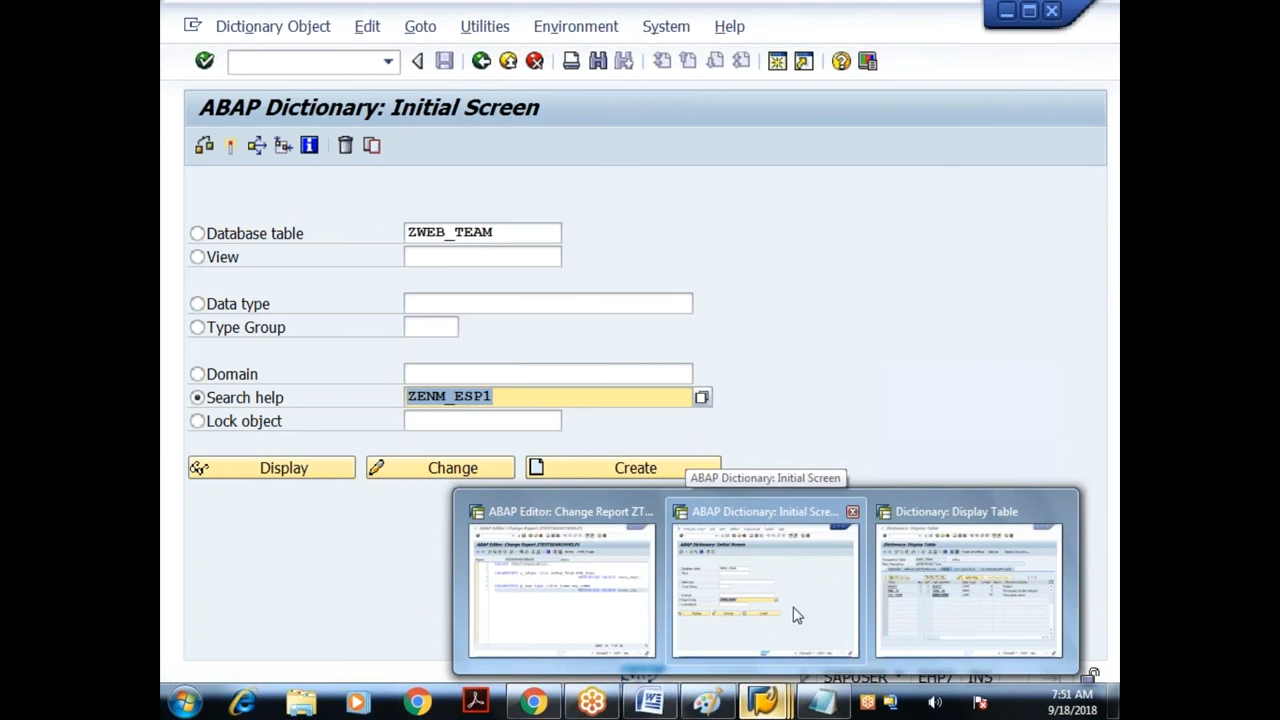 Dictionary Object Edit Goto Utilities Environment System Help
ABAP Dictionary: Initial Screen
Database table ZWEB_TEAM
View
Data type
Type Group
Domain
Search help ZENM_ESP1
Lock object
Display Change Create
ABAP Dictionary: Initial Screen
ABAP Editor: Change Report ZT... ABAP Dictionary: Initial Scre... Dictionary: Display Table
SAPUSER EHP7 INS
7:51 AM
9/18/2018